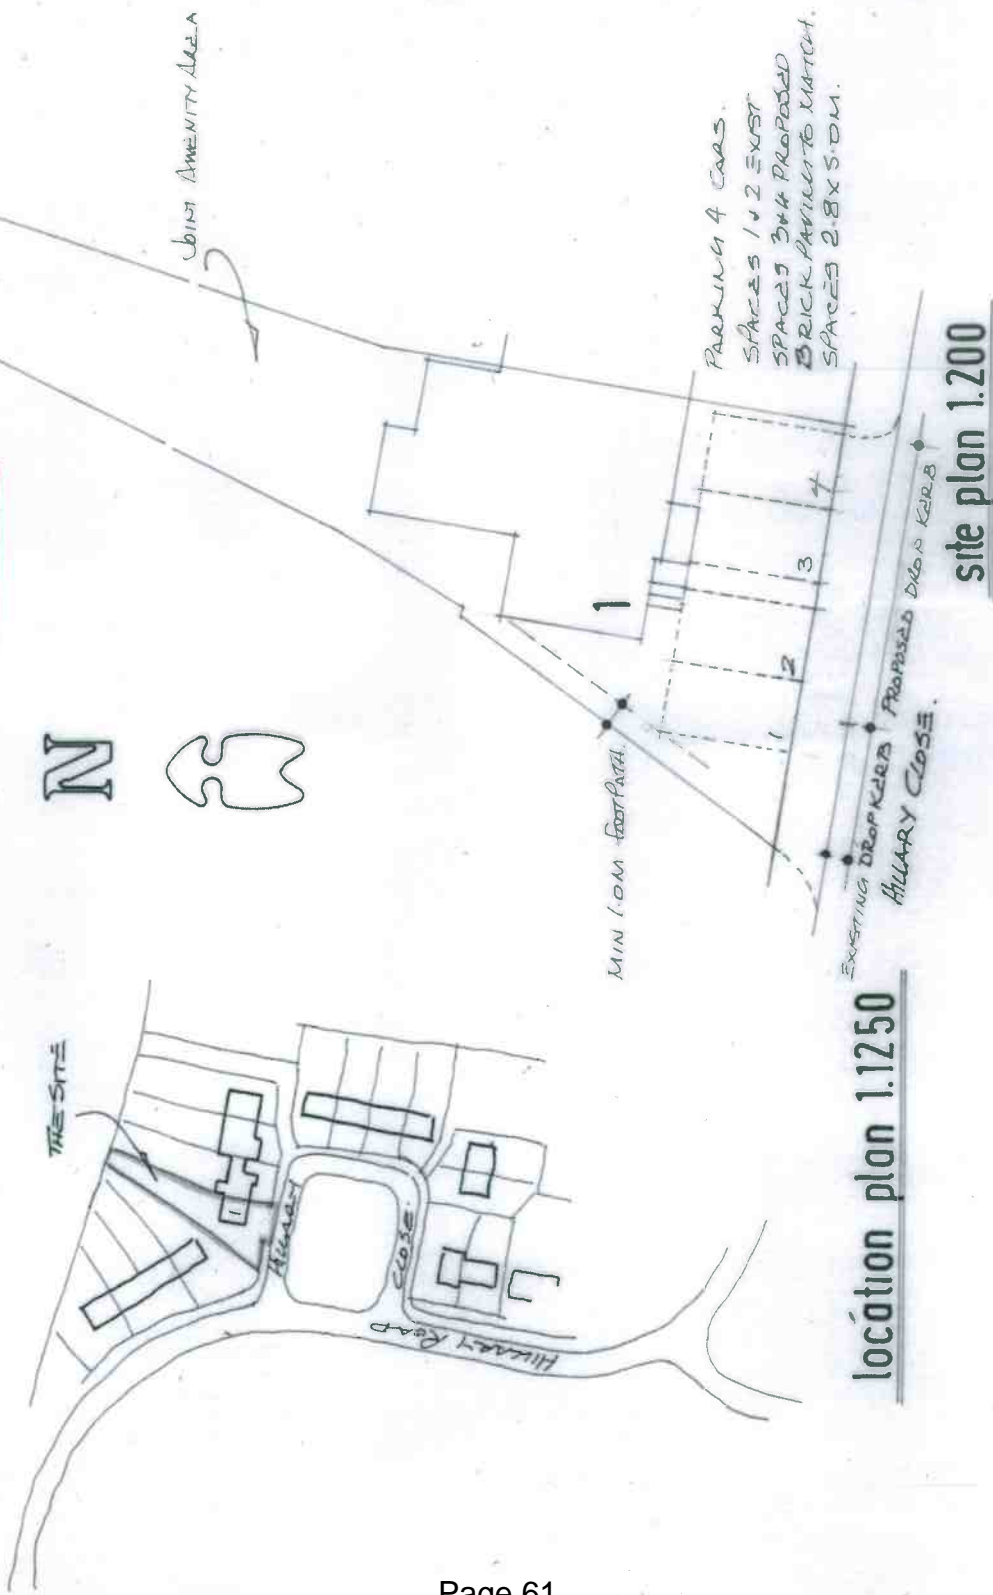 THE SITE
HILLARY
CLOSE.
HILLARY ROAD
1
location plan 1.1250
N
JOINT AMENITY AREA
MIN 1.0M FOOTPATH.
1
1
2
3
4
PARKING 4 CARS.
SPACES 1 & 2 EXIST
SPACES 3 & 4 PROPOSED
BRICK PAVING TO MATCH.
SPACES 2.8 X 5.0M.
EXISTING DROP KERB
PROPOSED DROP KERB
HILLARY CLOSE.
site plan 1.200
Page 61